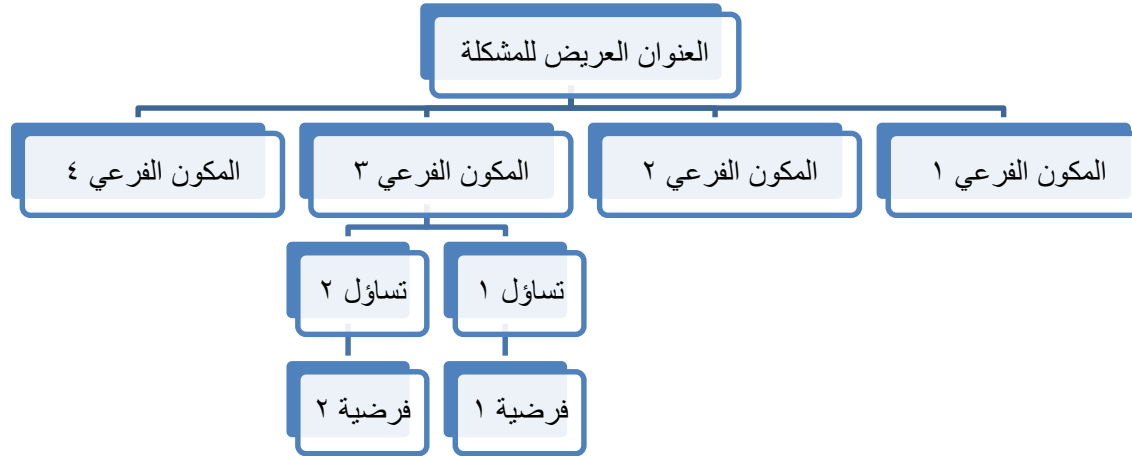 العنوان العريض للمشكلة
المكون الفرعي ١
المكون الفرعي ٢
المكون الفرعي ٣
المكون الفرعي ٤
تساؤل ١
تساؤل ٢
فرضية ١
فرضية ٢